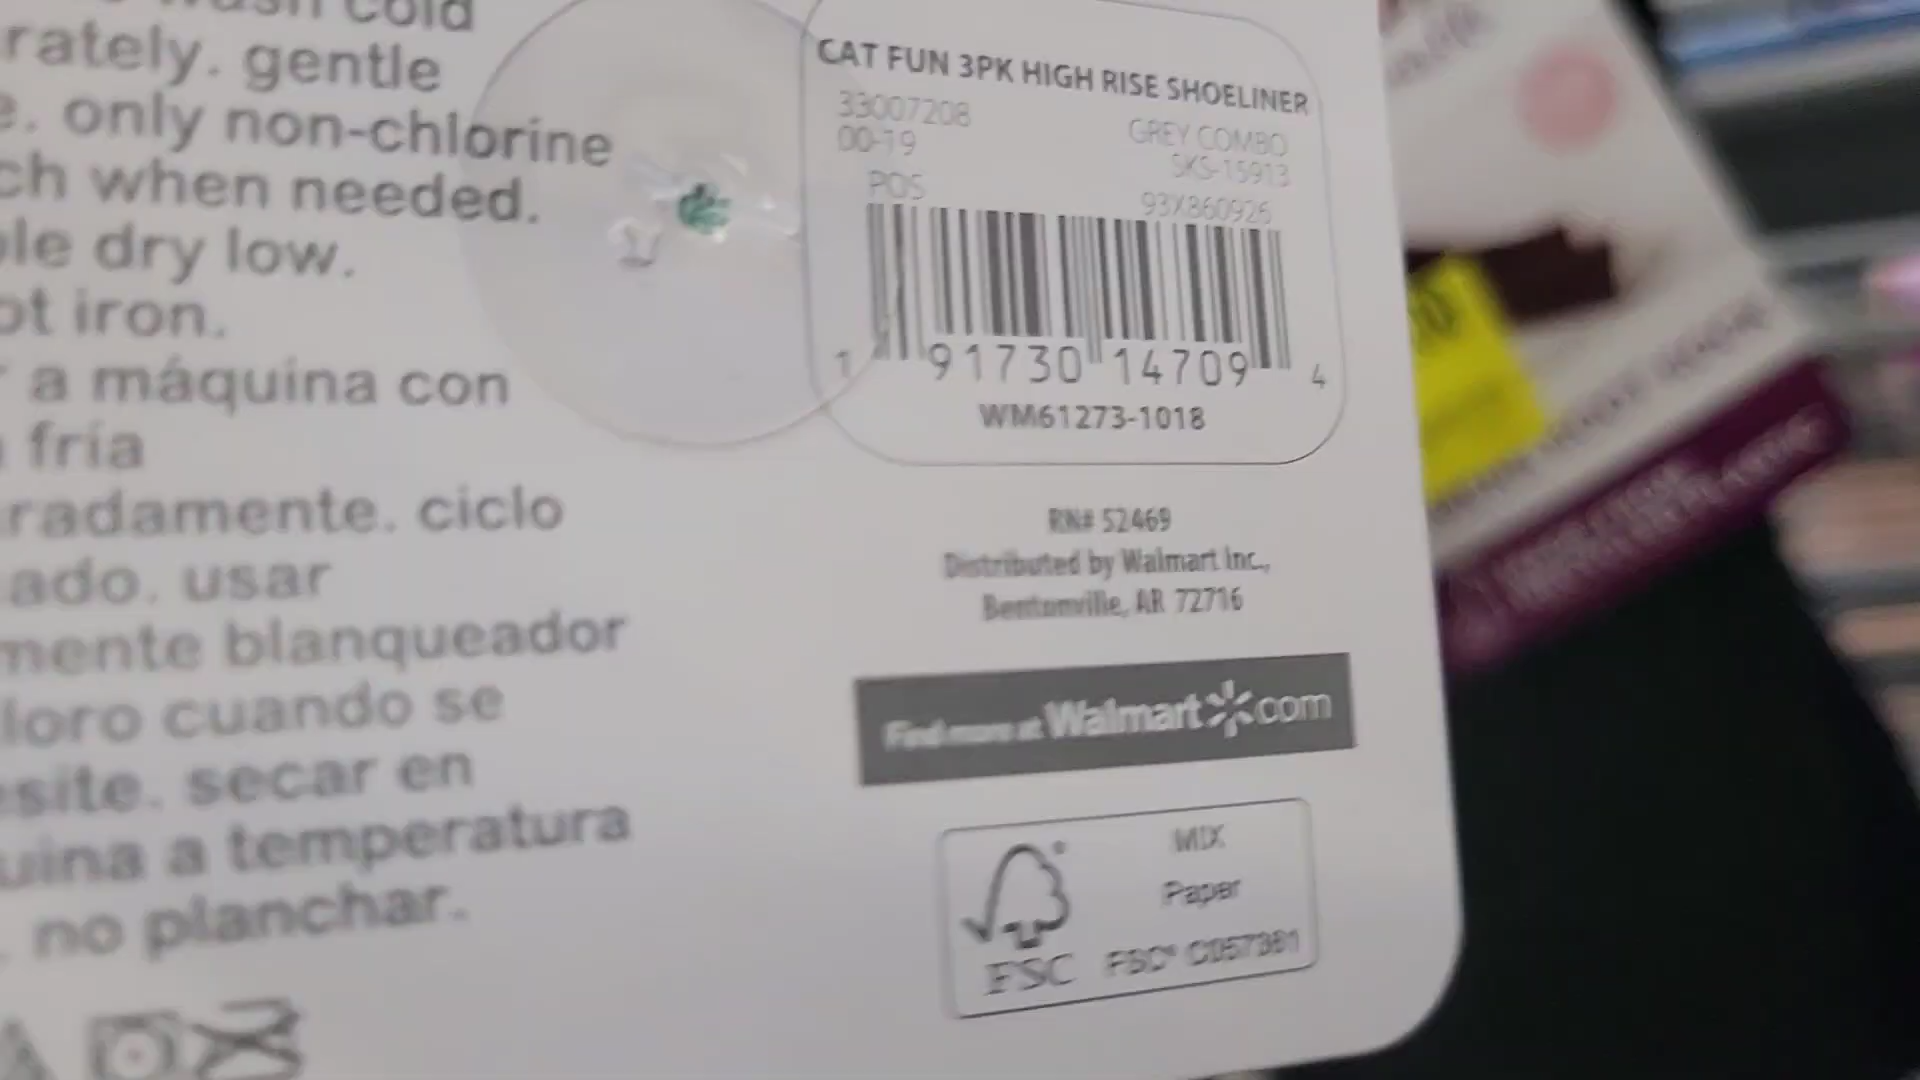 wash cold
rately. gentle
e. only non-chlorine
ch when needed.
ble dry low.
ot iron.
a máquina con
fría
radamente. ciclo
ado. usar
mente blanqueador
loro cuando se
esite. secar en
uina a temperatura
. no planchar.
CAT FUN 3PK HIGH RISE SHOELINER
33007208
GREY COMBO
00-19
SKS-15913
POS
93X860926
1 91730 14709 4
WM61273-1018
RN# 52469
Distributed by Walmart Inc.,
Bentonville, AR 72716
Find more at Walmart.com
MIX
Paper
FSC
FSC® C057381